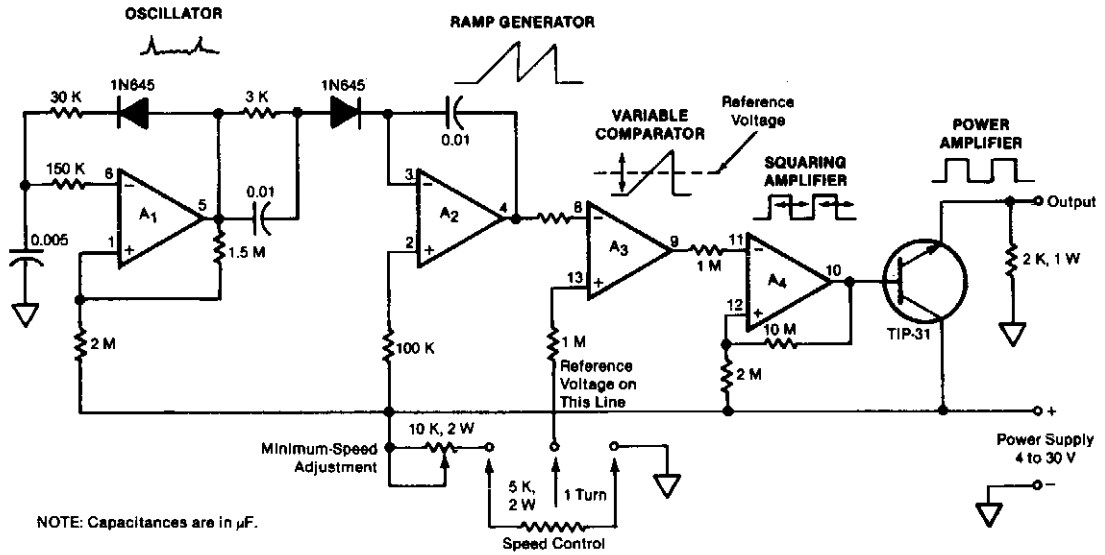 OSCILLATOR
RAMP GENERATOR
1N645
1N645
30 K
3 K
0.01
VARIABLE
COMPARATOR
Reference
Voltage
POWER
AMPLIFIER
SQUARING
AMPLIFIER
150 K
6
−
A1
5
1
+
0.01
1.5 M
3
−
A2
4
2
+
8
−
A3
9
13
+
1 M
11
−
A4
10
12
+
10 M
Output
2 K, 1 W
TIP-31
0.005
2 M
100 K
1 M
Reference
Voltage on
This Line
2 M
+
10 K, 2 W
Minimum-Speed
Adjustment
Power Supply
4 to 30 V
−
5 K,
2 W
1 Turn
Speed Control
NOTE: Capacitances are in μF.